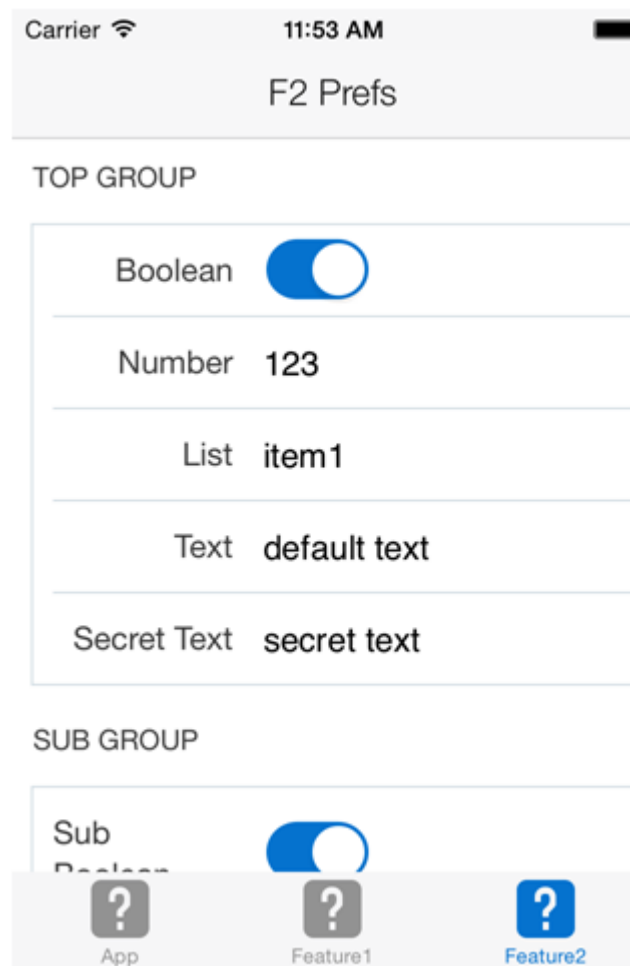 Carrier
11:53 AM
F2 Prefs
TOP GROUP
Boolean
Number 123
List item1
Text default text
Secret Text secret text
SUB GROUP
Sub
Boolean
? ? ?
App Feature1 Feature2